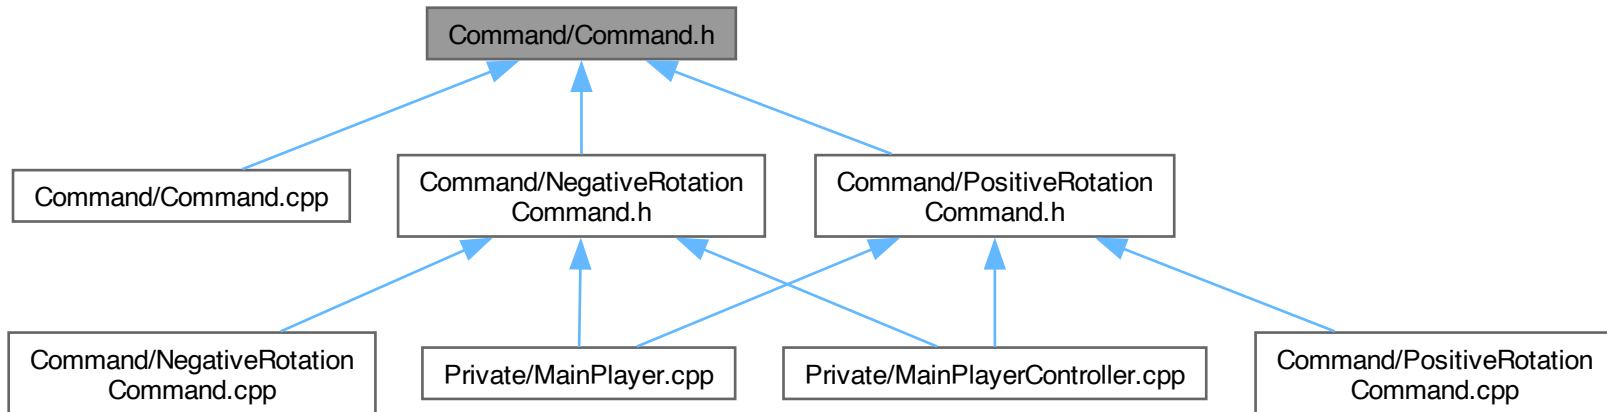 Command/Command.h
Command/Command.cpp
Command/NegativeRotation
Command.h
Command/PositiveRotation
Command.h
Command/NegativeRotation
Command.cpp
Private/MainPlayer.cpp
Private/MainPlayerController.cpp
Command/PositiveRotation
Command.cpp